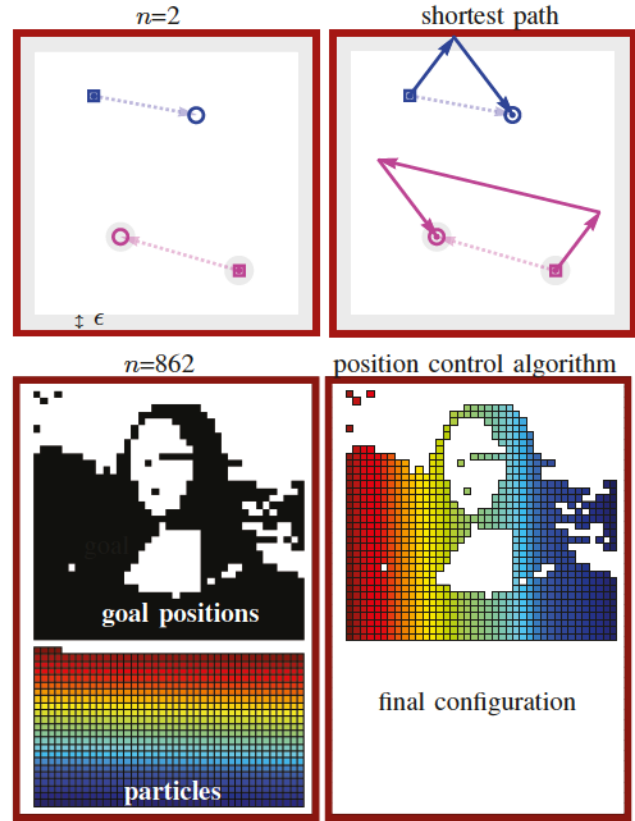 n=2
shortest path
ϵ
n=862
position control algorithm
goal
goal positions
final configuration
particles